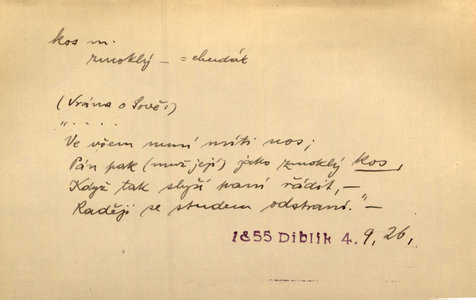 kos m.
zmoklý — = chudák
(Vrána o Sově:)
„. . . . .
Ve všem musí míti nos;
Pán pak (muž její) jako zmoklý kos,
Když tak slyší paní řádit, —
Raději se studem odstraní.“ —
1855 Diblík 4. 9, 26,